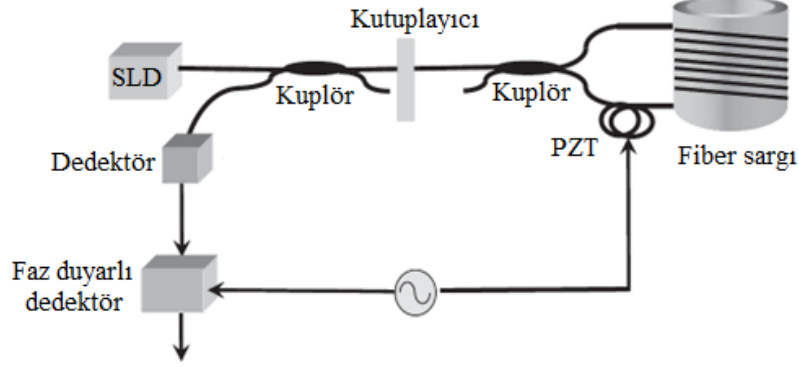 Kutuplayıcı
SLD
Kuplör
Kuplör
Dedektör
PZT
Fiber sargı
Faz duyarlı
dedektör